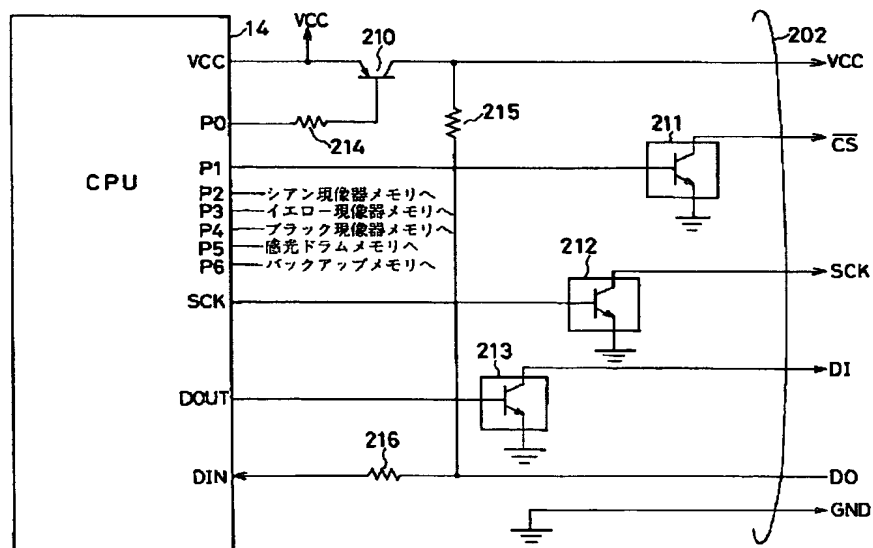 VCC
202
14
210
VCC
VCC
215
211
P0
214
C̅S̅
P1
CPU
P2 シアン現像器メモリへ
P3 イエロー現像器メモリへ
P4 ブラック現像器メモリへ
P5 感光ドラムメモリへ
P6 バックアップメモリへ
212
SCK
SCK
213
DI
DOUT
216
DIN
DO
GND